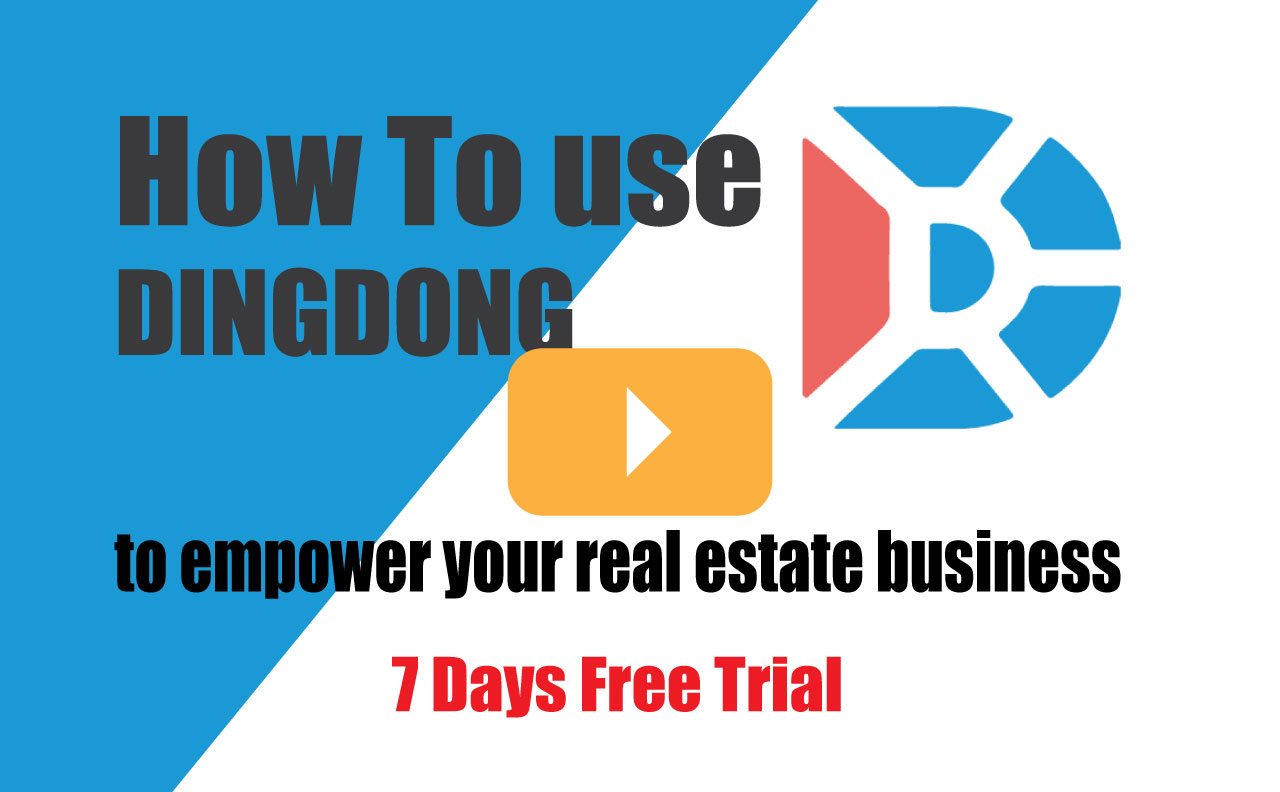 How To use
DINGDONG
D
to empower your real estate business
7 Days Free Trial